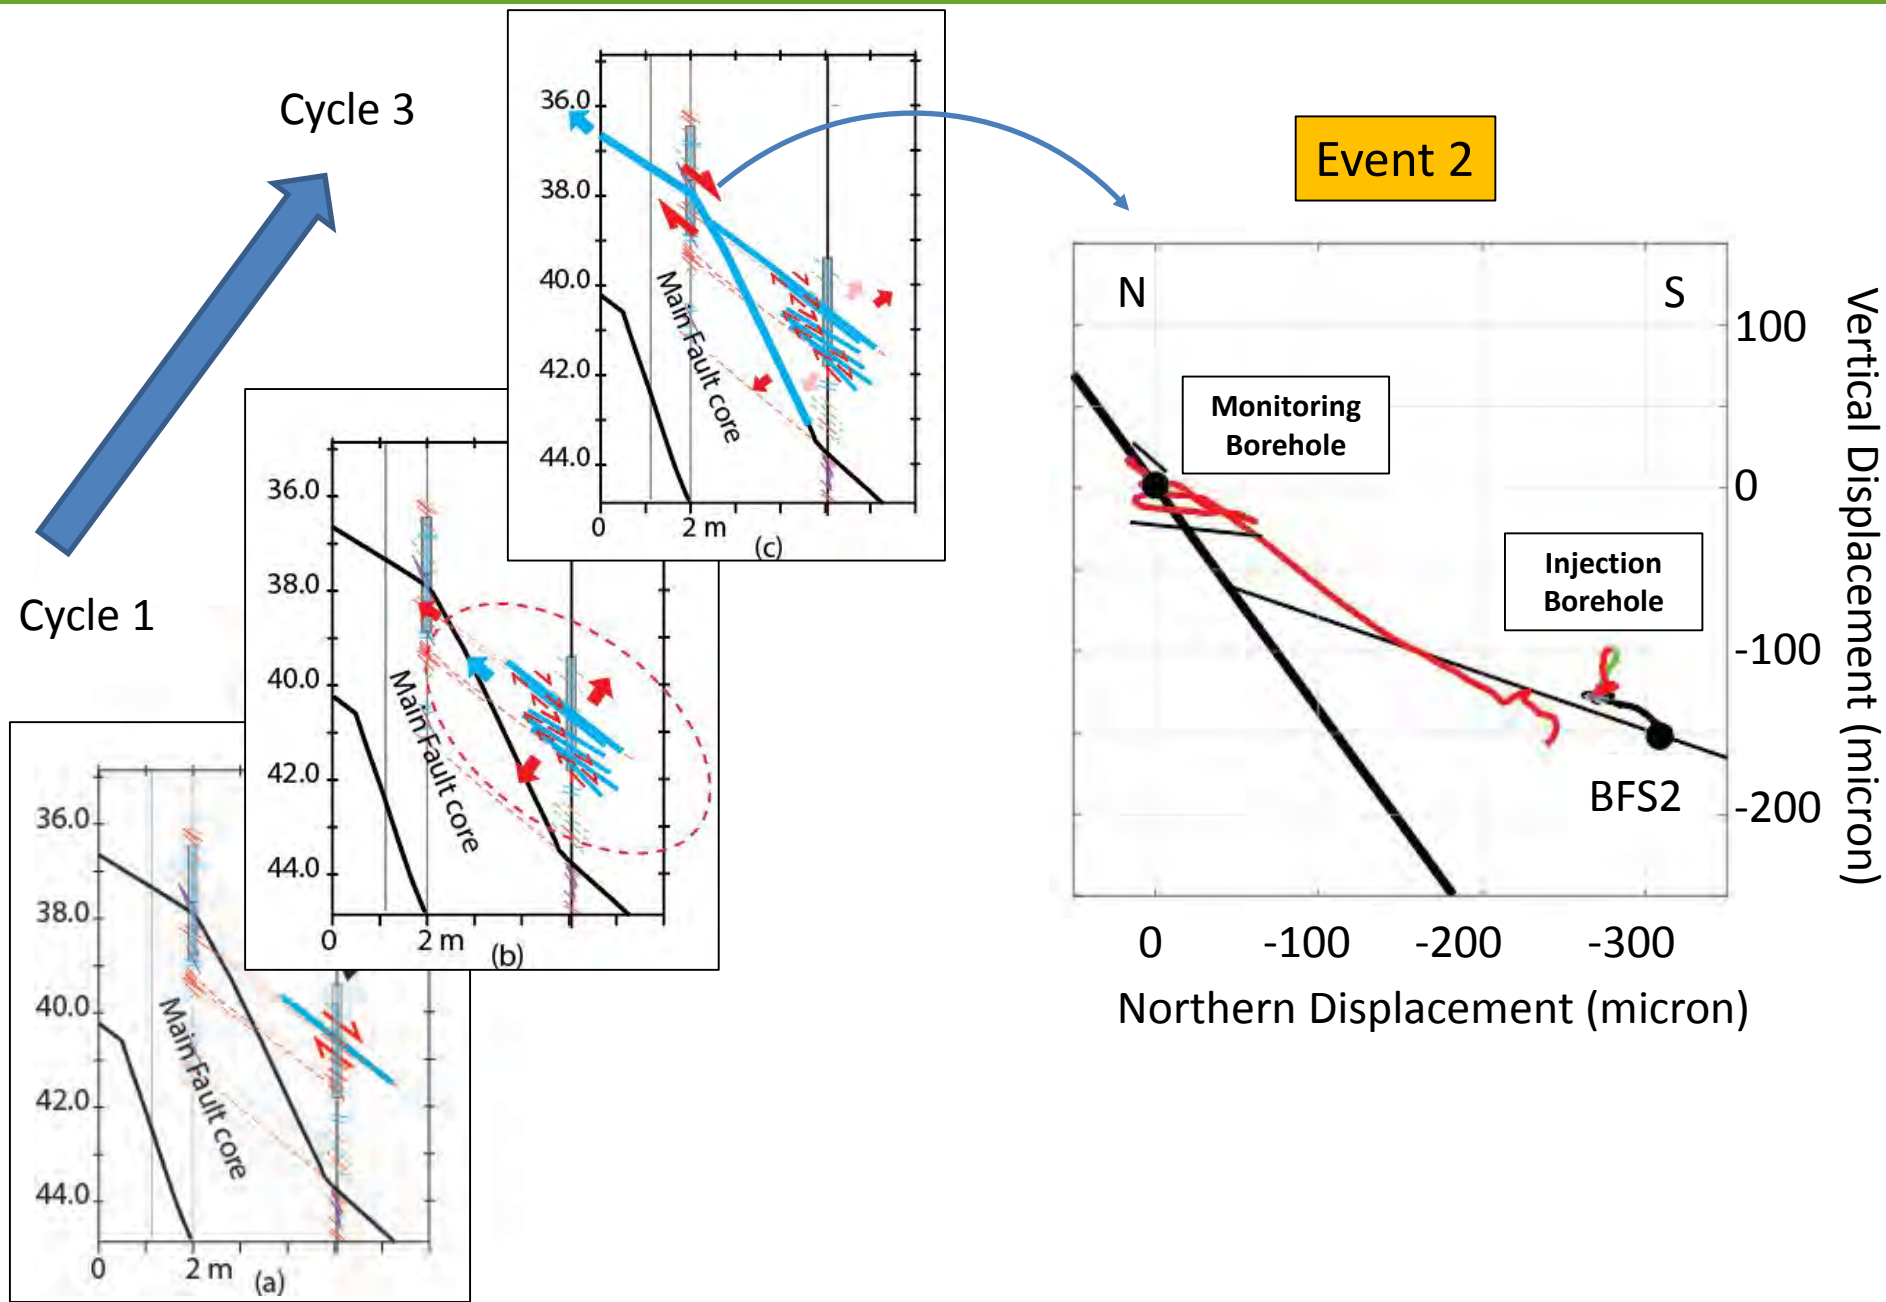 Cycle 3
Cycle 1
36.0
38.0
40.0
42.0
44.0
0
2 m
(c)
Main Fault core
36.0
38.0
40.0
42.0
44.0
0
2 m
(b)
Main Fault core
36.0
38.0
40.0
42.0
44.0
0
2 m
(a)
Main Fault core
Event 2
N
S
Monitoring
Borehole
Injection
Borehole
BFS2
100
0
-100
-200
Vertical Displacement (micron)
0
-100
-200
-300
Northern Displacement (micron)